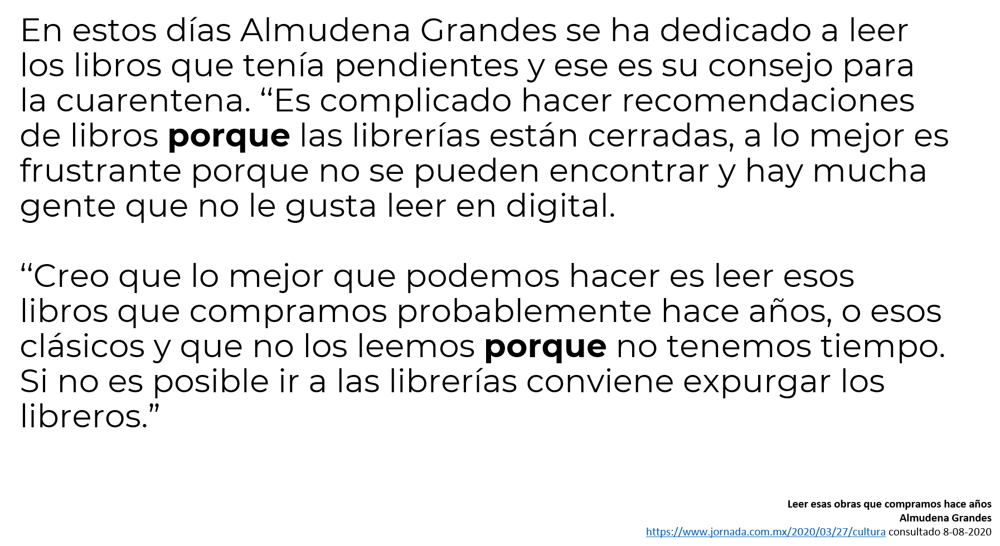 En estos días Almudena Grandes se ha dedicado a leer
los libros que tenía pendientes y ese es su consejo para
la cuarentena. “Es complicado hacer recomendaciones
de libros porque las librerías están cerradas, a lo mejor es
frustrante porque no se pueden encontrar y hay mucha
gente que no le gusta leer en digital.
“Creo que lo mejor que podemos hacer es leer esos
libros que compramos probablemente hace años, o esos
clásicos y que no los leemos porque no tenemos tiempo.
Si no es posible ir a las librerías conviene expurgar los
libreros.”
Leer esas obras que compramos hace años
Almudena Grandes
https://www.jornada.com.mx/2020/03/27/cultura consultado 8-08-2020